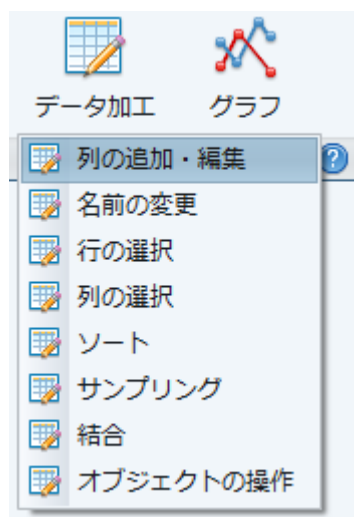 データ加工 グラフ
列の追加・編集 ?
名前の変更
行の選択
列の選択
ソート
サンプリング
結合
オブジェクトの操作